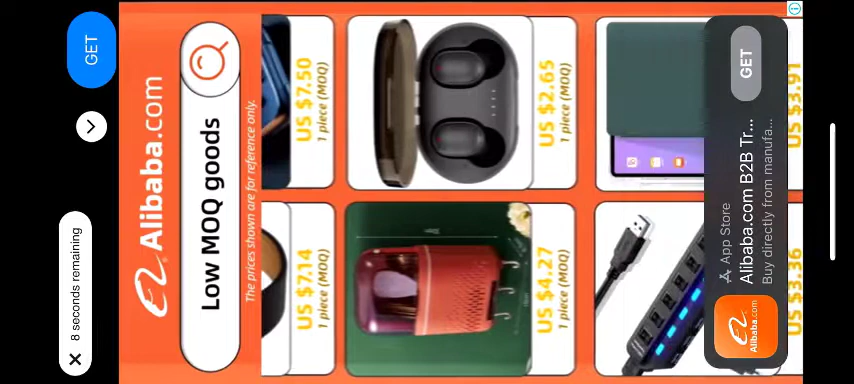 Alibaba.com
Low MOQ goods
The prices shown are for reference only.
US $7.14
1 piece (MOQ)
US $7.50
1 piece (MOQ)
US $4.27
1 piece (MOQ)
US $2.65
1 piece (MOQ)
US $3.36
US $3.91
Alibaba.com
App Store
Alibaba.com B2B Tr...
Buy directly from manufa...
GET
8 seconds remaining
GET